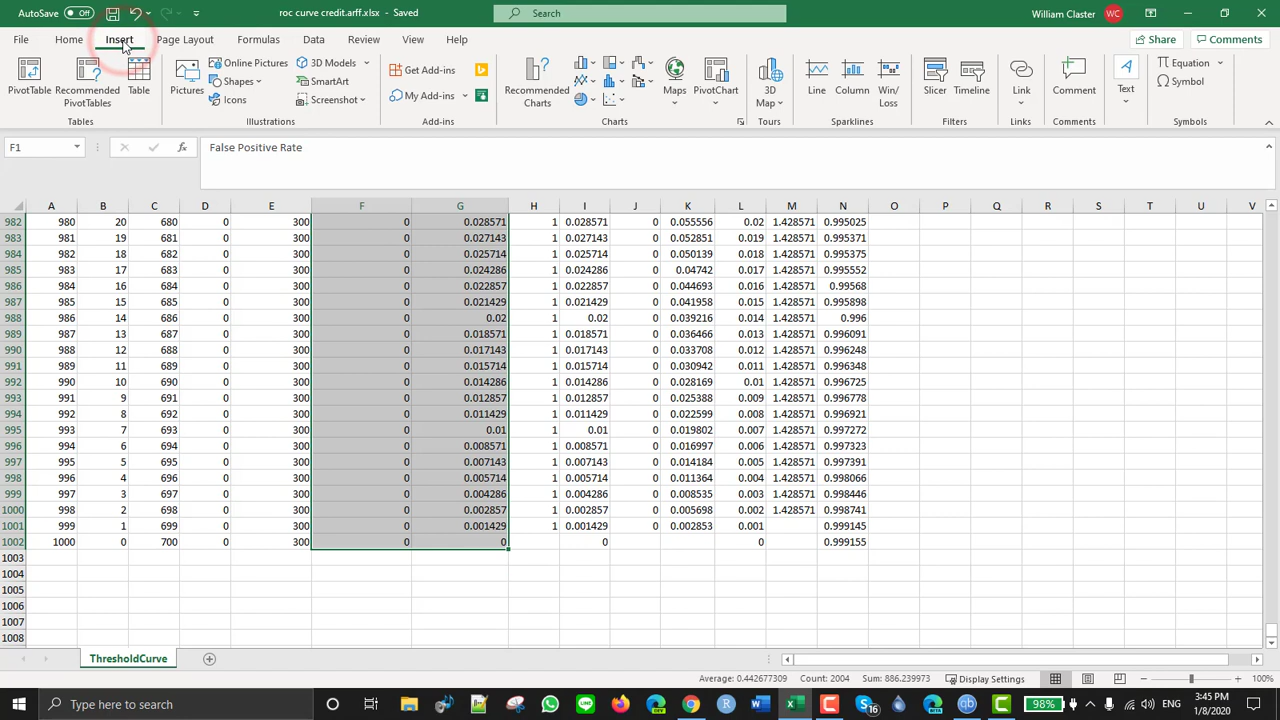 AutoSave Off roc curve credit.arff.xlsx - Saved Search William Claster WC
File Home Insert Page Layout Formulas Data Review View Help Share Comments
PivotTable Recommended PivotTables Table Pictures Online Pictures Shapes Icons 3D Models SmartArt Screenshot Get Add-ins My Add-ins Recommended Charts Maps PivotChart 3D Map Line Column Win/Loss Slicer Timeline Link Comment Text Equation Symbol
Tables Illustrations Add-ins Charts Tours Sparklines Filters Links Comments Symbols
F1 fx False Positive Rate
A B C D E F G H I J K L M N O P Q R S T U V
982 980 20 680 0 300 0 0.028571 1 0.028571 0 0.055556 0.02 1.428571 0.995025
983 981 19 681 0 300 0 0.027143 1 0.027143 0 0.052851 0.019 1.428571 0.995371
984 982 18 682 0 300 0 0.025714 1 0.025714 0 0.050139 0.018 1.428571 0.995375
985 983 17 683 0 300 0 0.024286 1 0.024286 0 0.04742 0.017 1.428571 0.995552
986 984 16 684 0 300 0 0.022857 1 0.022857 0 0.044693 0.016 1.428571 0.99568
987 985 15 685 0 300 0 0.021429 1 0.021429 0 0.041958 0.015 1.428571 0.995898
988 986 14 686 0 300 0 0.02 1 0.02 0 0.039216 0.014 1.428571 0.996
989 987 13 687 0 300 0 0.018571 1 0.018571 0 0.036466 0.013 1.428571 0.996091
990 988 12 688 0 300 0 0.017143 1 0.017143 0 0.033708 0.012 1.428571 0.996248
991 989 11 689 0 300 0 0.015714 1 0.015714 0 0.030942 0.011 1.428571 0.996348
992 990 10 690 0 300 0 0.014286 1 0.014286 0 0.028169 0.01 1.428571 0.996725
993 991 9 691 0 300 0 0.012857 1 0.012857 0 0.025388 0.009 1.428571 0.996778
994 992 8 692 0 300 0 0.011429 1 0.011429 0 0.022599 0.008 1.428571 0.996921
995 993 7 693 0 300 0 0.01 1 0.01 0 0.019802 0.007 1.428571 0.997272
996 994 6 694 0 300 0 0.008571 1 0.008571 0 0.016997 0.006 1.428571 0.997323
997 995 5 695 0 300 0 0.007143 1 0.007143 0 0.014184 0.005 1.428571 0.997391
998 996 4 696 0 300 0 0.005714 1 0.005714 0 0.011364 0.004 1.428571 0.998066
999 997 3 697 0 300 0 0.004286 1 0.004286 0 0.008535 0.003 1.428571 0.998446
1000 998 2 698 0 300 0 0.002857 1 0.002857 0 0.005698 0.002 1.428571 0.998741
1001 999 1 699 0 300 0 0.001429 1 0.001429 0 0.002853 0.001 0.999145
1002 1000 0 700 0 300 0 0 0 0 0.999155
1003
1004
1005
1006
1007
1008
ThresholdCurve
Average: 0.442677309 Count: 2004 Sum: 886.239973 Display Settings 100%
Type here to search 98% ENG 3:45 PM
1/8/2020